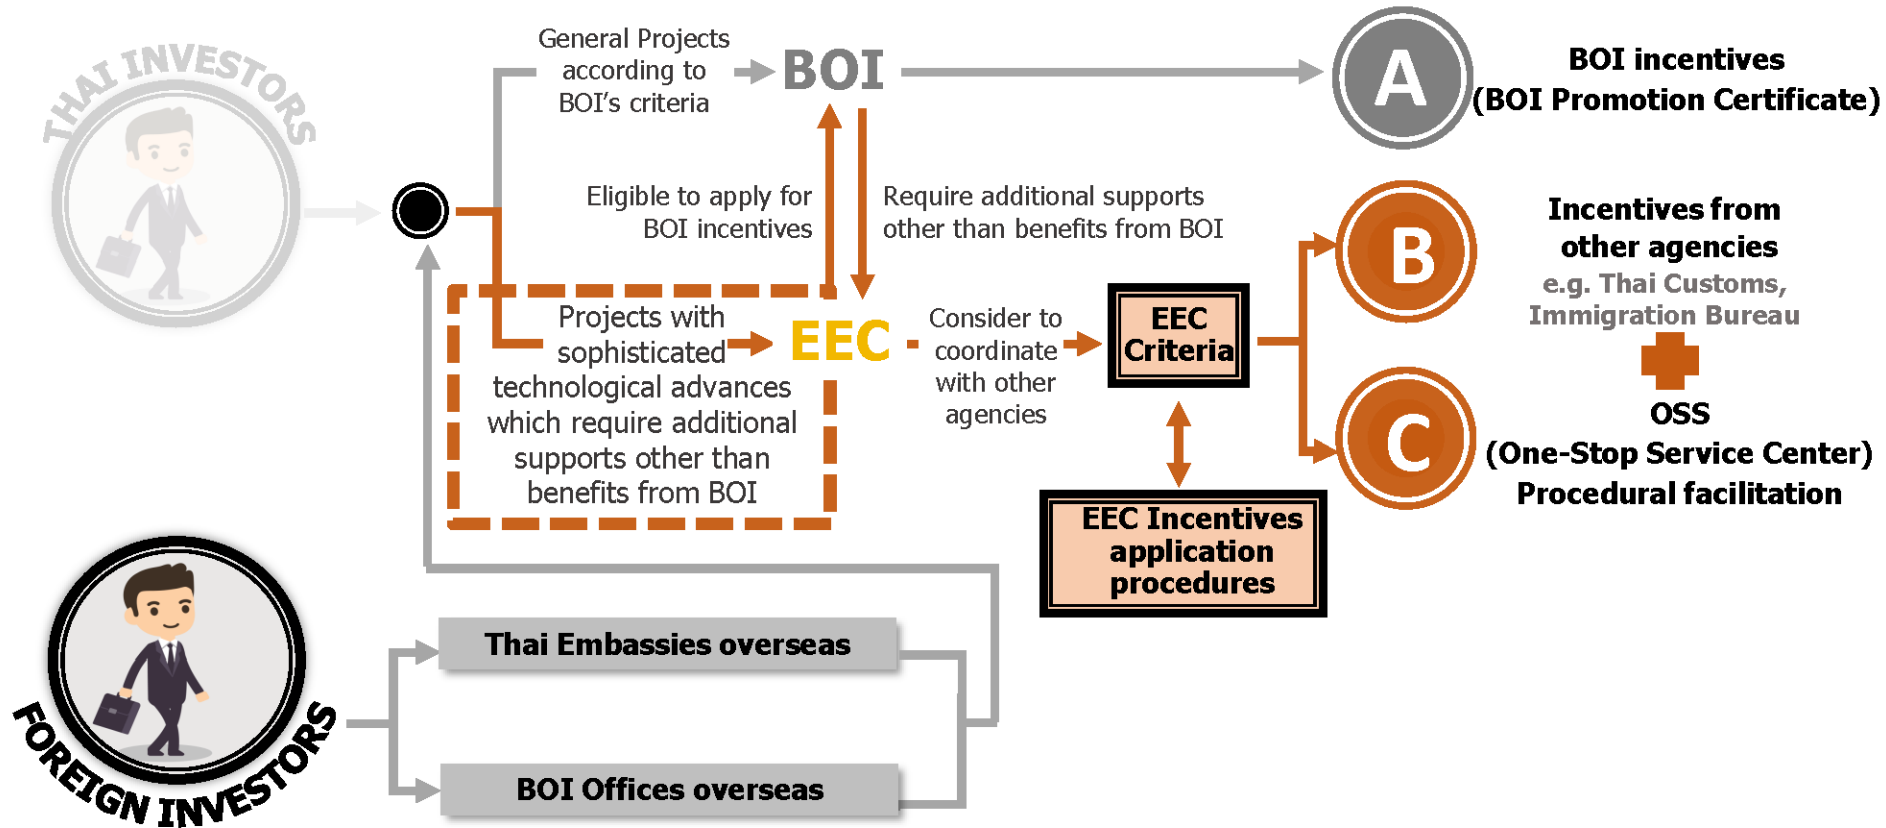 THAI INVESTORS
General Projects
according to
BOI's criteria
BOI
A
BOI incentives
(BOI Promotion Certificate)
Eligible to apply for
BOI incentives
Require additional supports
other than benefits from BOI
B
Incentives from
other agencies
e.g. Thai Customs,
Immigration Bureau
Projects with
sophisticated
technological advances
which require additional
supports other than
benefits from BOI
EEC
Consider to
coordinate
with other
agencies
EEC
Criteria
C
OSS
(One-Stop Service Center)
Procedural facilitation
EEC Incentives
application
procedures
FOREIGN INVESTORS
Thai Embassies overseas
BOI Offices overseas